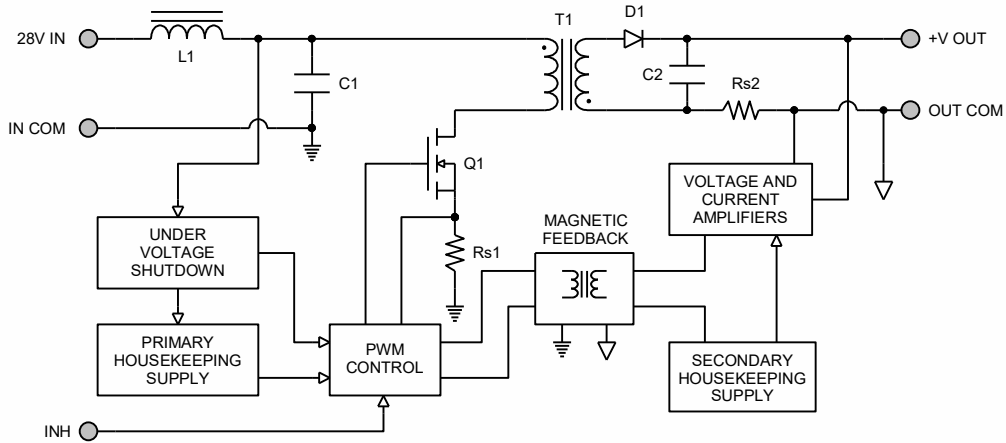 T1
D1
28V IN
+V OUT
L1
C1
C2
Rs2
IN COM
OUT COM
Q1
VOLTAGE AND
CURRENT
AMPLIFIERS
MAGNETIC
FEEDBACK
UNDER
VOLTAGE
SHUTDOWN
Rs1
PRIMARY
HOUSEKEEPING
SUPPLY
PWM
CONTROL
SECONDARY
HOUSEKEEPING
SUPPLY
INH